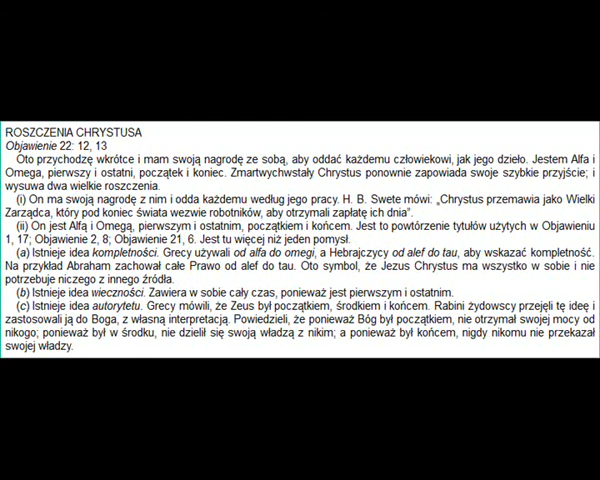 ROSZCZENIA CHRYSTUSA
Objawienie 22: 12, 13
Oto przychodzę wkrótce i mam swoją nagrodę ze sobą, aby oddać każdemu człowiekowi, jak jego dzieło. Jestem Alfa i
Omega, pierwszy i ostatni, początek i koniec. Zmartwychwstały Chrystus ponownie zapowiada swoje szybkie przyjście; i
wysuwa dwa wielkie roszczenia.
(i) On ma swoją nagrodę z nim i odda każdemu według jego pracy. H. B. Swete mówi: „Chrystus przemawia jako Wielki
Zarządca, który pod koniec świata wezwie robotników, aby otrzymali zapłatę ich dnia”.
(ii) On jest Alfą i Omegą, pierwszym i ostatnim, początkiem i końcem. Jest to powtórzenie tytułów użytych w Objawieniu
1, 17; Objawienie 2, 8; Objawienie 21, 6. Jest tu więcej niż jeden pomysł.
(a) Istnieje idea kompletności. Grecy używali od alfa do omegi, a Hebrajczycy od alef do tau, aby wskazać kompletność.
Na przykład Abraham zachował całe Prawo od alef do tau. Oto symbol, że Jezus Chrystus ma wszystko w sobie i nie
potrzebuje niczego z innego źródła.
(b) Istnieje idea wieczności. Zawiera w sobie cały czas, ponieważ jest pierwszym i ostatnim.
(c) Istnieje idea autorytetu. Grecy mówili, że Zeus był początkiem, środkiem i końcem. Rabini żydowscy przejęli tę ideę i
zastosowali ją do Boga, z własną interpretacją. Powiedzieli, że ponieważ Bóg był początkiem, nie otrzymał swojej mocy od
nikogo; ponieważ był w środku, nie dzielił się swoją władzą z nikim; a ponieważ był końcem, nigdy nikomu nie przekazał
swojej władzy.